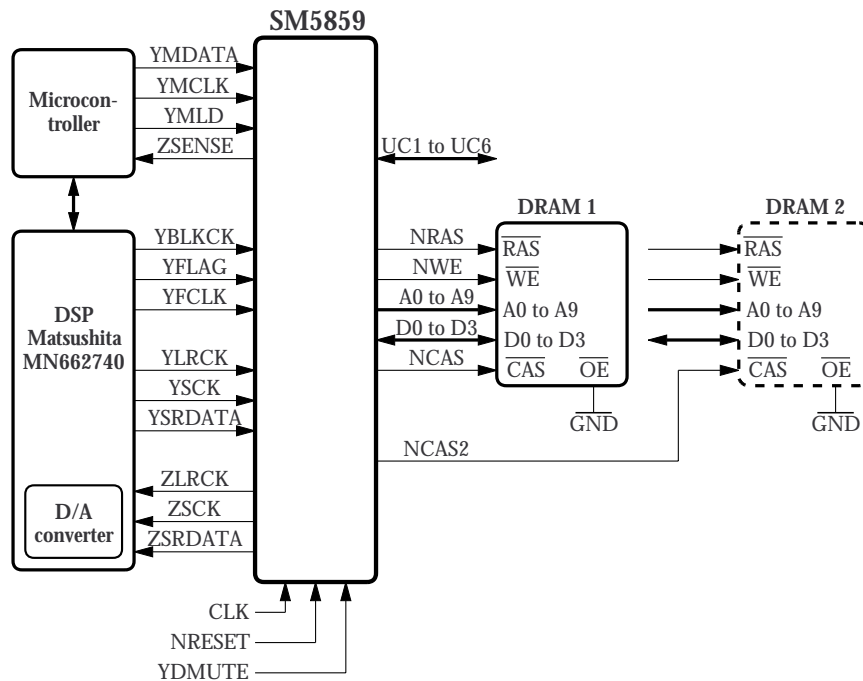 SM5859
YMDATA
YMCLK
YMLD
ZSENSE
Microcon-
troller
UC1 to UC6
DRAM 1
DRAM 2
YBLKCK
YFLAG
YFCLK
DSP
Matsushita
MN662740
YLRCK
YSCK
YSRDATA
NRAS
NWE
A0 to A9
D0 to D3
NCAS
RAS
WE
A0 to A9
D0 to D3
CAS OE
GND
RAS
WE
A0 to A9
D0 to D3
CAS OE
GND
NCAS2
ZLRCK
ZSCK
ZSRDATA
D/A
converter
CLK
NRESET
YDMUTE